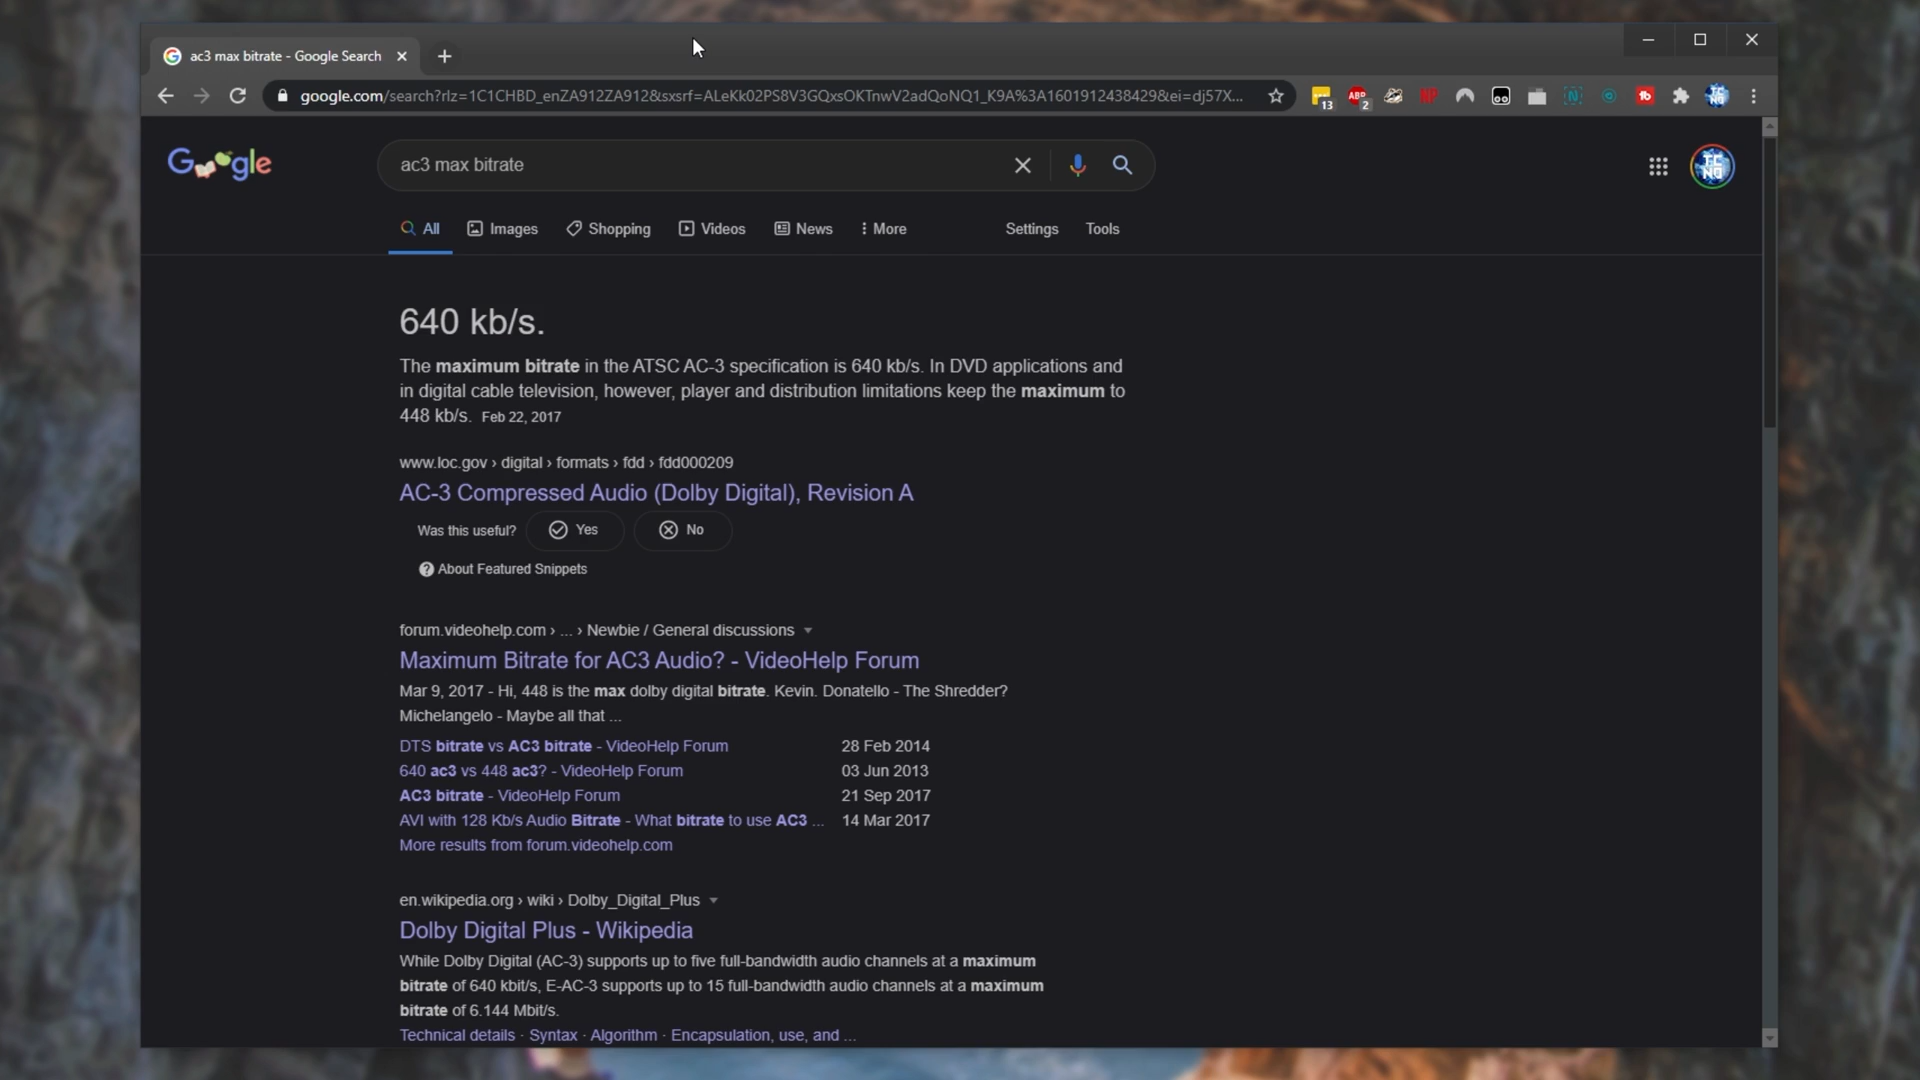 ac3 max bitrate - Google Search
google.com/search?rlz=1C1CHBD_enZA912ZA912&sxsrf=ALeKk02PS8V3GQxsOKTnwV2adQoNQ1_K9A%3A1601912438429&ei=dj57X...
13
ABP
2
Google
ac3 max bitrate
TC
NO
All
Images
Shopping
Videos
News
More
Settings
Tools
640 kb/s.
The maximum bitrate in the ATSC AC-3 specification is 640 kb/s. In DVD applications and
in digital cable television, however, player and distribution limitations keep the maximum to
448 kb/s. Feb 22, 2017
www.loc.gov › digital › formats › fdd › fdd000209
AC-3 Compressed Audio (Dolby Digital), Revision A
Was this useful? Yes No
About Featured Snippets
forum.videohelp.com › ... › Newbie / General discussions
Maximum Bitrate for AC3 Audio? - VideoHelp Forum
Mar 9, 2017 - Hi, 448 is the max dolby digital bitrate. Kevin. Donatello - The Shredder?
Michelangelo - Maybe all that ...
DTS bitrate vs AC3 bitrate - VideoHelp Forum 28 Feb 2014
640 ac3 vs 448 ac3? - VideoHelp Forum 03 Jun 2013
AC3 bitrate - VideoHelp Forum 21 Sep 2017
AVI with 128 Kb/s Audio Bitrate - What bitrate to use AC3 ... 14 Mar 2017
More results from forum.videohelp.com
en.wikipedia.org › wiki › Dolby_Digital_Plus
Dolby Digital Plus - Wikipedia
While Dolby Digital (AC-3) supports up to five full-bandwidth audio channels at a maximum
bitrate of 640 kbit/s, E-AC-3 supports up to 15 full-bandwidth audio channels at a maximum
bitrate of 6.144 Mbit/s.
Technical details · Syntax · Algorithm · Encapsulation, use, and ...